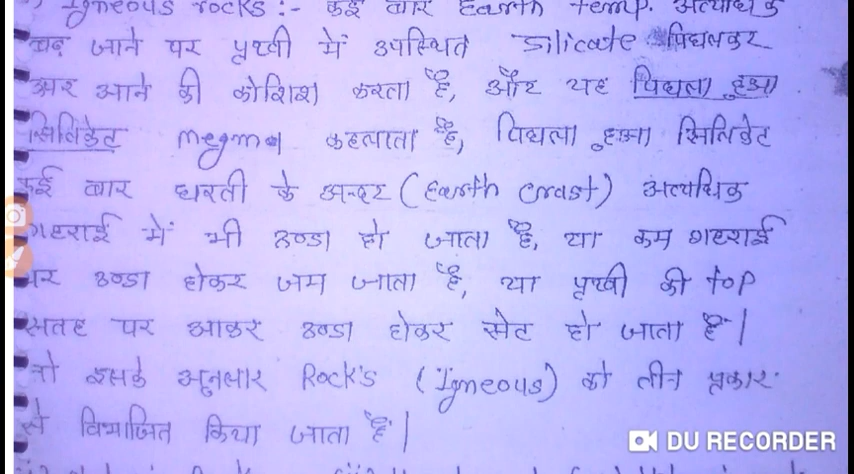 Igneous rocks :- कई बार Earth temp. अत्यधिक
बढ़ जाने पर पृथ्वी में उपस्थित Silicate पिघलकर
ऊपर आने की कोशिश करता है, और यह पिघला हुआ
सिलिकेट megma कहलाता है, पिघला हुआ सिलिकेट
कई बार धरती के अन्दर (Earth Crast) अत्यधिक
गहराई में भी ठण्डा हो जाता है, या कम गहराई
पर ठण्डा होकर जम जाता है, या पृथ्वी की top
सतह पर आकर ठण्डा होकर सेट हो जाता है|
तो इसके अनुसार Rock's (Igneous) को तीन प्रकार
से विभाजित किया जाता है|
DU RECORDER